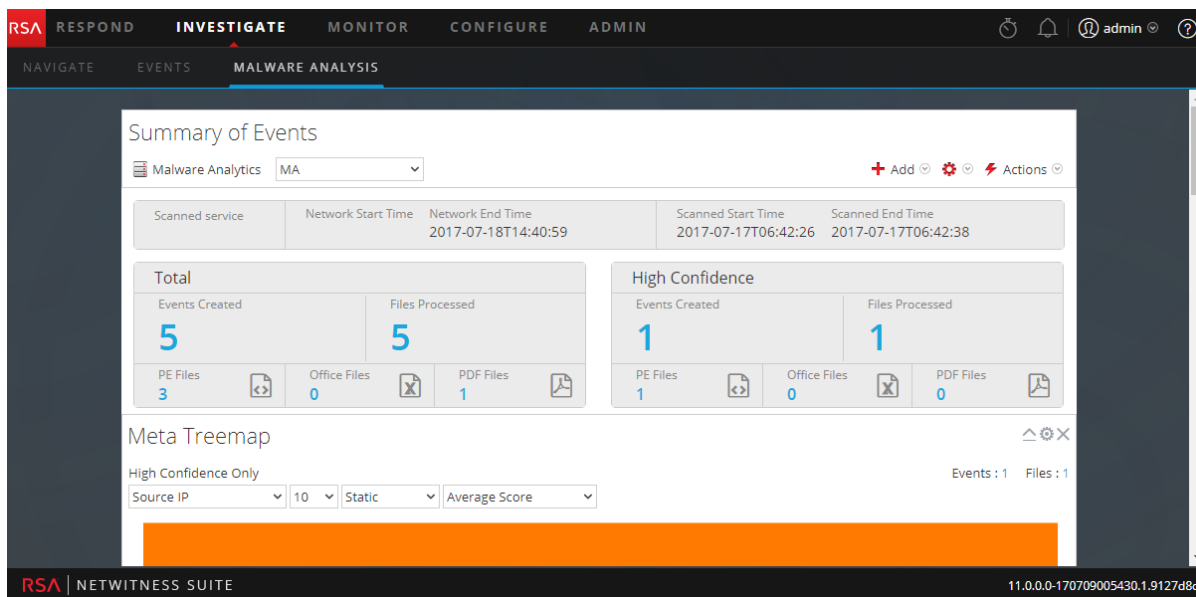 RSA RESPOND INVESTIGATE MONITOR CONFIGURE ADMIN admin ?
NAVIGATE EVENTS MALWARE ANALYSIS
Summary of Events
Malware Analytics MA Add Actions
Scanned service Network Start Time Network End Time Scanned Start Time Scanned End Time
2017-07-18T14:40:59 2017-07-17T06:42:26 2017-07-17T06:42:38
Total High Confidence
Events Created Files Processed Events Created Files Processed
5 5 1 1
PE Files Office Files PDF Files PE Files Office Files PDF Files
3 0 1 1 0 0
Meta Treemap
High Confidence Only Events : 1 Files : 1
Source IP 10 Static Average Score
RSA NETWITNESS SUITE 11.0.0.0-170709005430.1.9127d8d